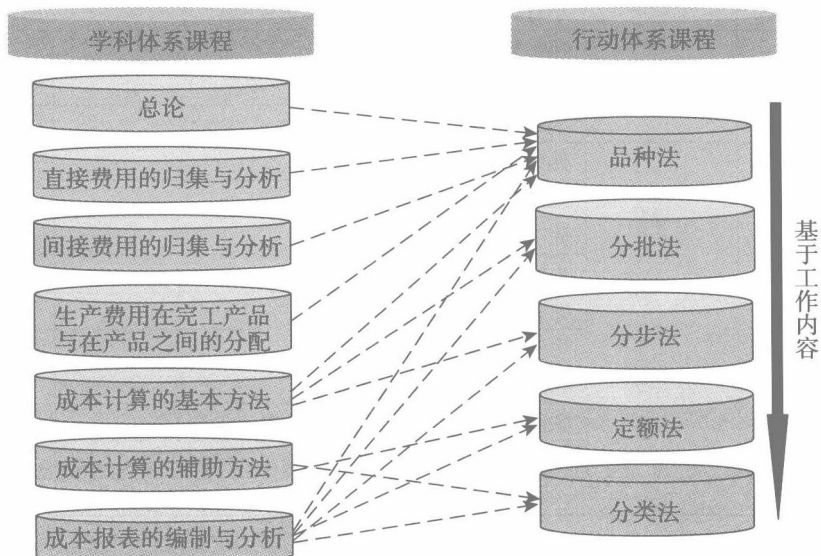 学科体系课程
行动体系课程
总论
直接费用的归集与分析
间接费用的归集与分析
生产费用在完工产品
与在产品之间的分配
成本计算的基本方法
成本计算的辅助方法
成本报表的编制与分析
品种法
分批法
分步法
定额法
分类法
基于工作内容